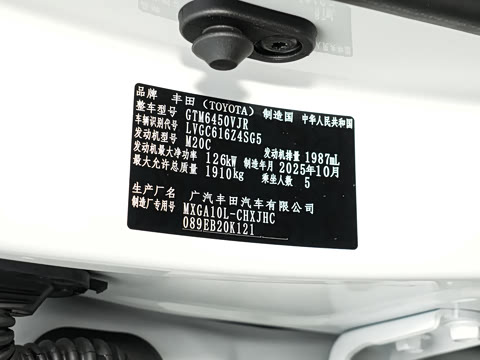 品牌 丰田（TOYOTA） 制造国 中华人民共和国
整车型号 GTM6450VJR
车辆识别代号 LVGC616Z4SG5
发动机型号 M20C 发动机排量 1987mL
发动机最大净功率 126kW 制造年月 2025年10月
最大允许总质量 1910kg 乘坐人数 5
生产厂名 广汽丰田汽车有限公司
制造厂专用号 MXGA10L-CHXJHC
089EB20K121